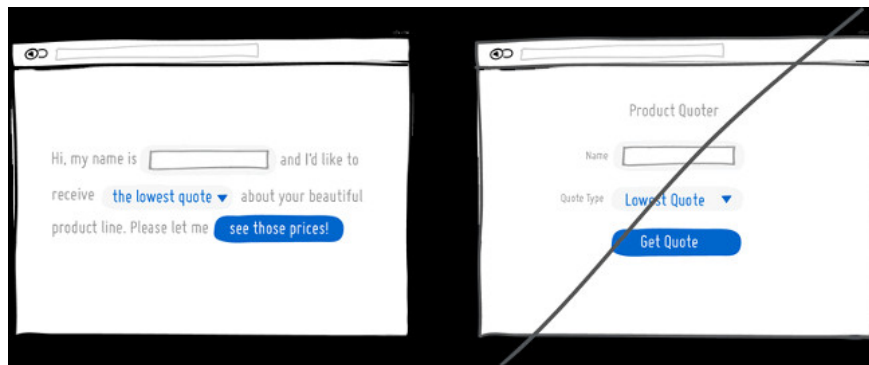 Hi, my name is and I'd like to
receive the lowest quote about your beautiful
product line. Please let me see those prices!
Product Quoter
Name
Quote Type Lowest Quote
Get Quote